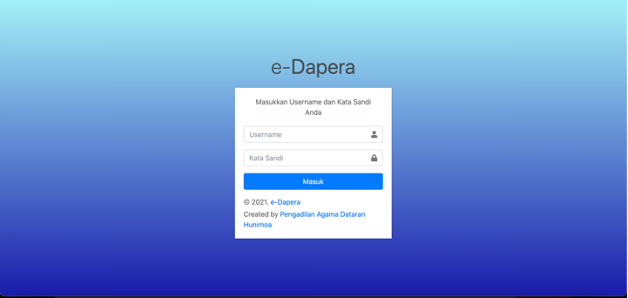 e-Dapera
Masukkan Username dan Kata Sandi
Anda
Username
Kata Sandi
Masuk
© 2021, e-Dapera
Created by Pengadilan Agama Dataran
Hunimoa